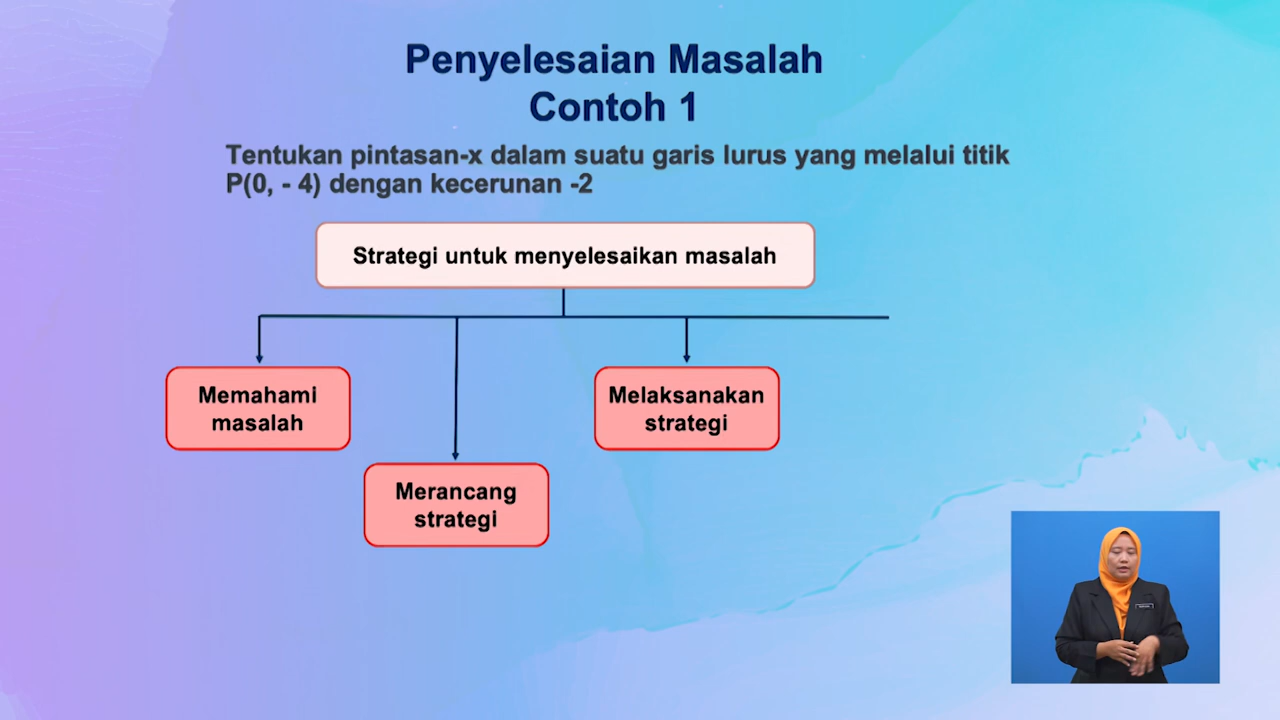 Penyelesaian Masalah
Contoh 1
Tentukan pintasan-x dalam suatu garis lurus yang melalui titik
P(0, - 4) dengan kecerunan -2
Strategi untuk menyelesaikan masalah
Memahami
masalah
Melaksanakan
strategi
Merancang
strategi